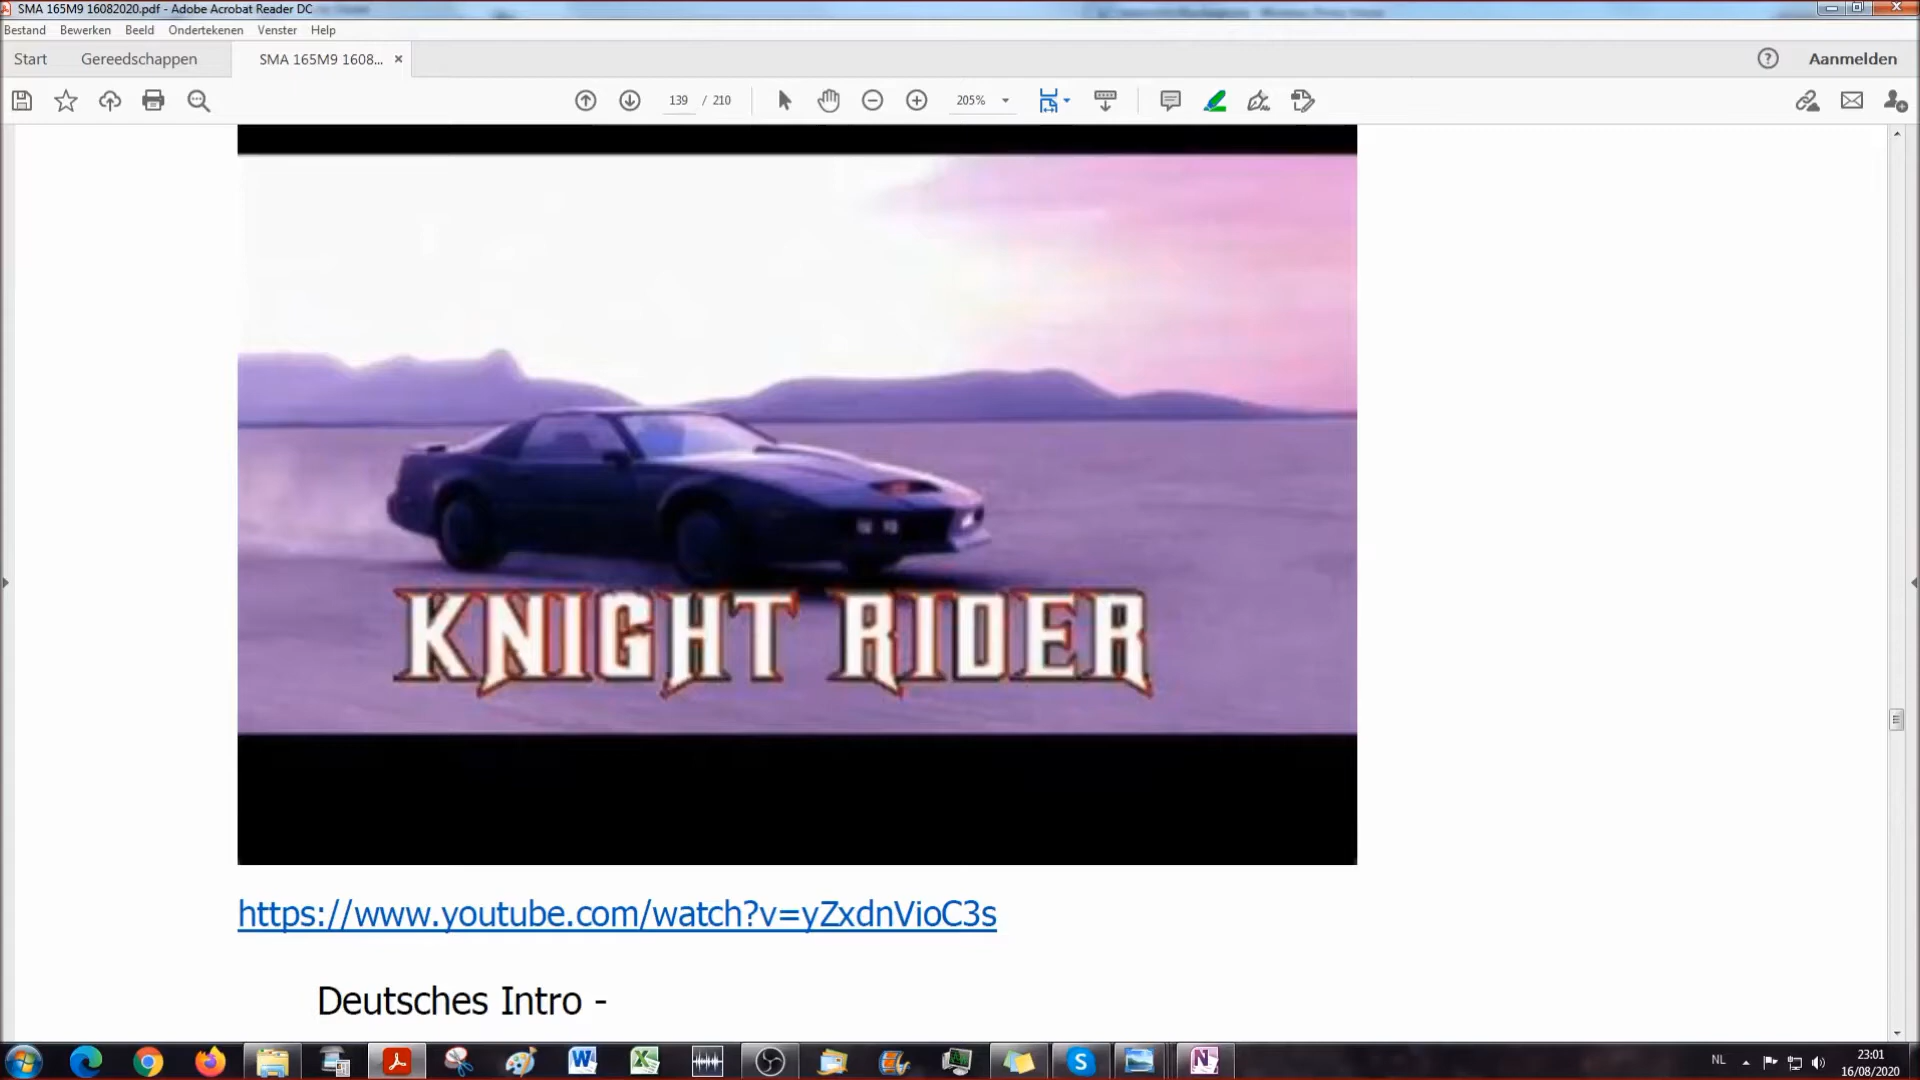 SMA 165M9 16082020.pdf - Adobe Acrobat Reader DC
Bestand Bewerken Beeld Ondertekenen Venster Help
Start Gereedschappen SMA 165M9 1608... × Aanmelden
139 / 210 205%
KNIGHT RIDER
https://www.youtube.com/watch?v=yZxdnVioC3s
Deutsches Intro -
NL 23:01
16/08/2020